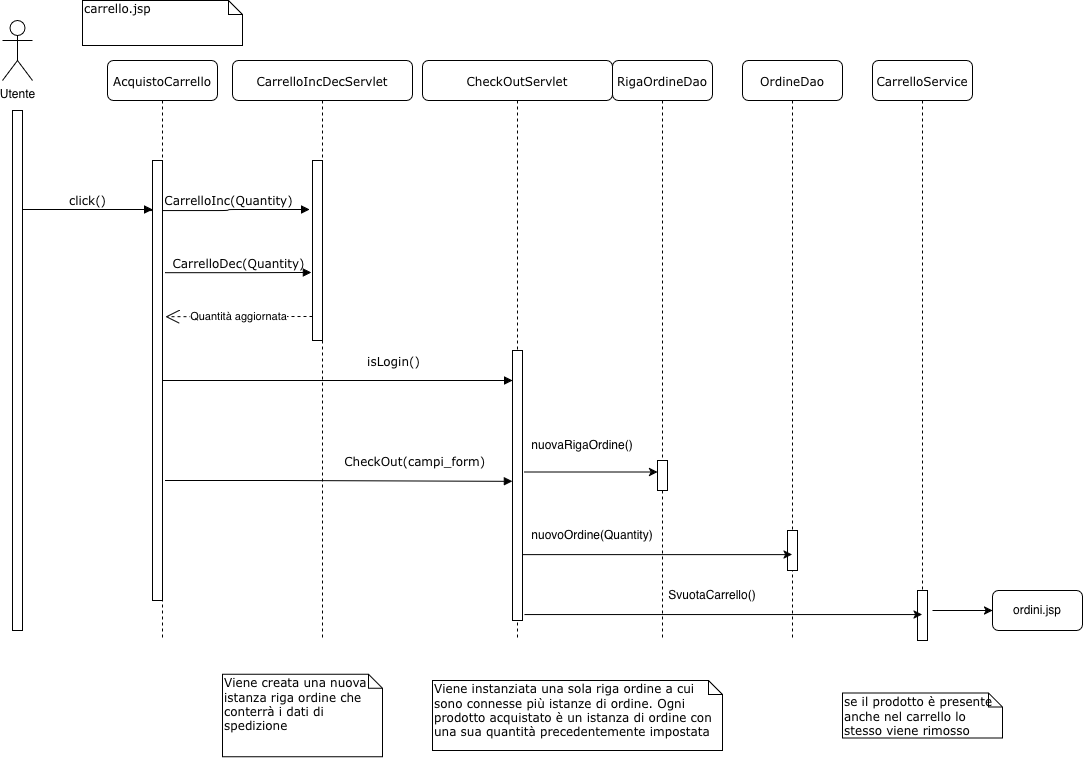 carrello.jsp
Utente
AcquistoCarrello
CarrelloIncDecServlet
CheckOutServlet
RigaOrdineDao
OrdineDao
CarrelloService
click()
CarrelloInc(Quantity)
CarrelloDec(Quantity)
Quantità aggiornata
isLogin()
nuovaRigaOrdine()
CheckOut(campi_form)
nuovoOrdine(Quantity)
SvuotaCarrello()
ordini.jsp
Viene creata una nuova
istanza riga ordine che
conterrà i dati di
spedizione
Viene instanziata una sola riga ordine a cui
sono connesse più istanze di ordine. Ogni
prodotto acquistato è un istanza di ordine con
una sua quantità precedentemente impostata
se il prodotto è presente
anche nel carrello lo
stesso viene rimosso